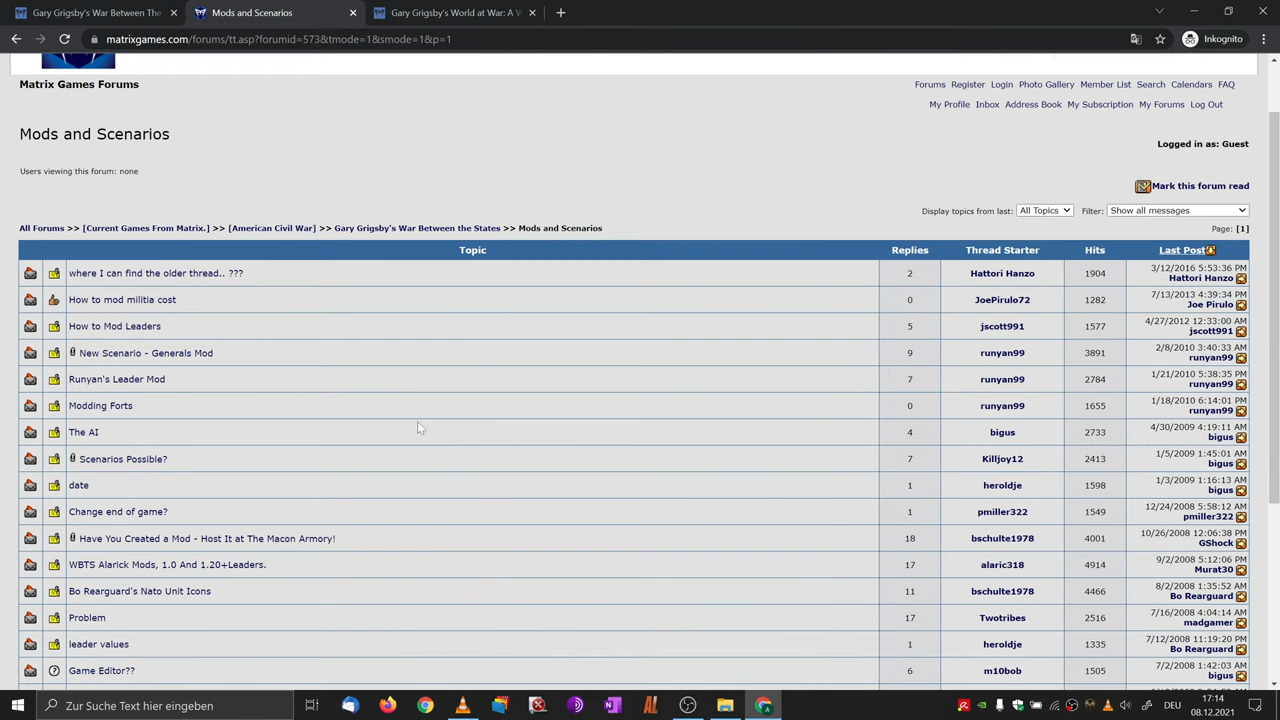 Gary Grigsby's War Between The
Mods and Scenarios
Gary Grigsby's World at War: A W
matrixgames.com/forums/tt.asp?forumid=573&tmode=1&smode=1&p=1
Inkognito
Matrix Games Forums
Forums Register Login Photo Gallery Member List Search Calendars FAQ
My Profile Inbox Address Book My Subscription My Forums Log Out
Mods and Scenarios
Logged in as: Guest
Users viewing this forum: none
Mark this forum read
Display topics from last: All Topics Filter: Show all messages
All Forums >> [Current Games From Matrix.] >> [American Civil War] >> Gary Grigsby's War Between the States >> Mods and Scenarios Page: [1]
Topic Replies Thread Starter Hits Last Post
where I can find the older thread.. ??? 2 Hattori Hanzo 1904 3/12/2016 5:53:36 PM
Hattori Hanzo
How to mod militia cost 0 JoePirulo72 1282 7/13/2013 4:39:34 PM
Joe Pirulo
How to Mod Leaders 5 jscott991 1577 4/27/2012 12:33:00 AM
jscott991
New Scenario - Generals Mod 9 runyan99 3891 2/8/2010 3:40:33 AM
runyan99
Runyan's Leader Mod 7 runyan99 2784 1/21/2010 5:38:35 PM
runyan99
Modding Forts 0 runyan99 1655 1/18/2010 6:14:01 PM
runyan99
The AI 4 bigus 2733 4/30/2009 4:19:11 AM
bigus
Scenarios Possible? 7 Killjoy12 2413 1/5/2009 1:45:01 AM
bigus
date 1 heroldje 1598 1/3/2009 1:16:13 AM
bigus
Change end of game? 1 pmiller322 1549 12/24/2008 5:58:12 AM
pmiller322
Have You Created a Mod - Host It at The Macon Armory! 18 bschulte1978 4001 10/26/2008 12:06:38 PM
GShock
WBTS Alarick Mods, 1.0 And 1.20+Leaders. 17 alaric318 4914 9/2/2008 5:12:06 PM
Murat30
Bo Rearguard's Nato Unit Icons 11 bschulte1978 4466 8/2/2008 1:35:52 AM
Bo Rearguard
Problem 17 Twotribes 2516 7/16/2008 4:04:14 AM
madgamer
leader values 1 heroldje 1335 7/12/2008 11:19:20 PM
Bo Rearguard
Game Editor?? 6 m10bob 1505 7/2/2008 1:42:03 AM
bigus
Zur Suche Text hier eingeben
DEU
17:14
08.12.2021